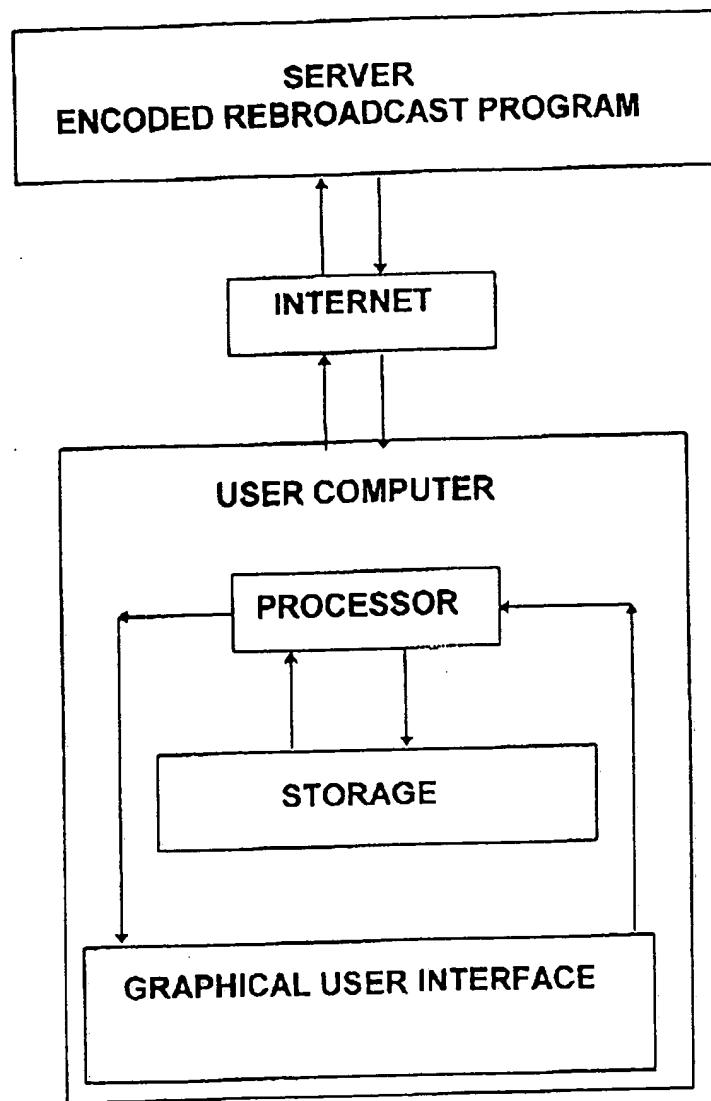 SERVER
ENCODED REBROADCAST PROGRAM
INTERNET
USER COMPUTER
PROCESSOR
STORAGE
GRAPHICAL USER INTERFACE